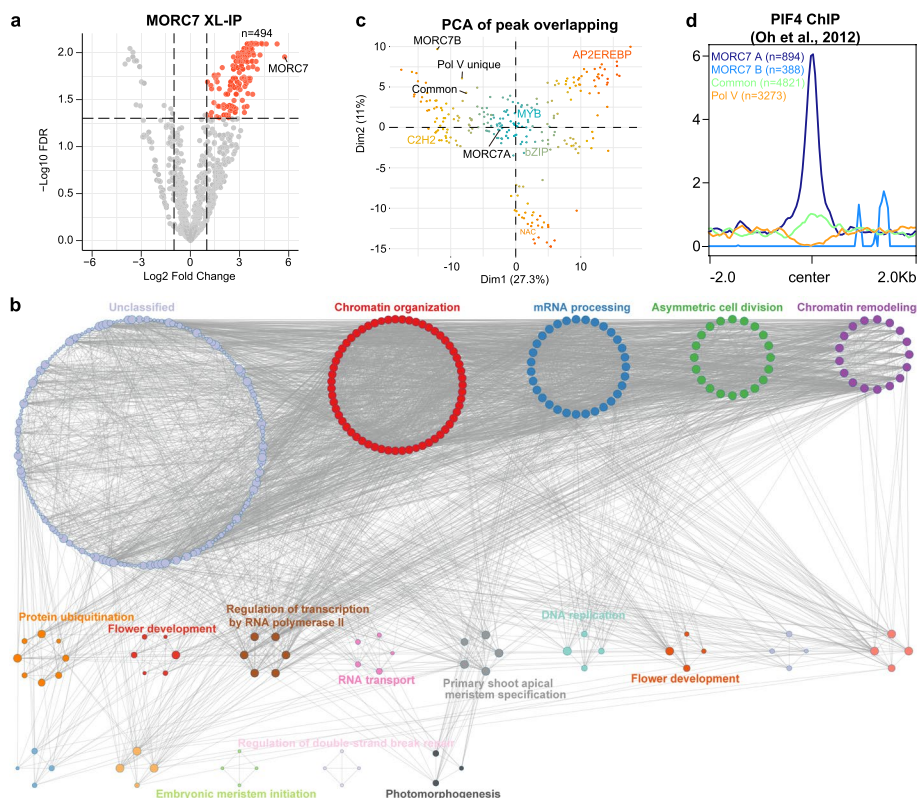 a
MORC7 XL-IP
n=494
MORC7
2.0
1.5
1.0
0.5
0.0
−Log10 FDR
−6
−3
0
3
6
Log2 Fold Change
c
PCA of peak overlapping
MORC7B
AP2EREBP
Pol V unique
Common
MYB
C2H2
bZIP
MORC7A
NAC
10
5
0
−5
−10
−15
Dim2 (11%)
-10
0
10
Dim1 (27.3%)
d
PIF4 ChIP
(Oh et al., 2012)
MORC7 A (n=894)
MORC7 B (n=388)
Common (n=4821)
Pol V (n=3273)
6
4
2
0
-2.0
center
2.0Kb
b
Unclassified
Chromatin organization
mRNA processing
Asymmetric cell division
Chromatin remodeling
Protein ubiquitination
Flower development
Regulation of transcription
by RNA polymerase II
RNA transport
Primary shoot apical
meristem specification
DNA replication
Flower development
Regulation of double-strand break repair
Embryonic meristem initiation
Photomorphogenesis